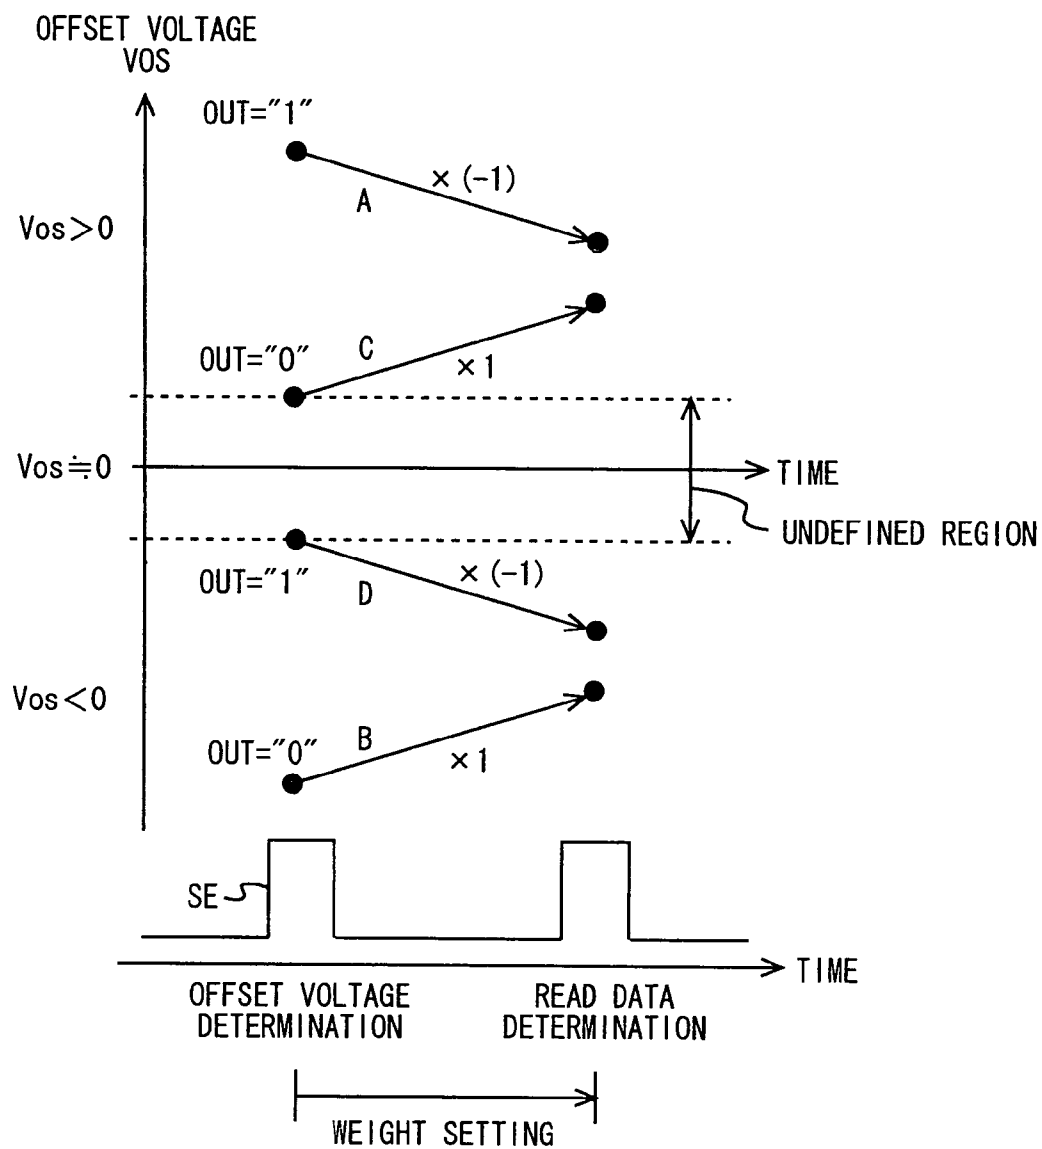 OFFSET VOLTAGE
VOS
OUT="1"
× (-1)
A
Vos>0
C
OUT="0"
×1
Vos≒0
TIME
UNDEFINED REGION
OUT="1"
× (-1)
D
Vos<0
B
OUT="0"
×1
SE
TIME
OFFSET VOLTAGE
DETERMINATION
READ DATA
DETERMINATION
WEIGHT SETTING